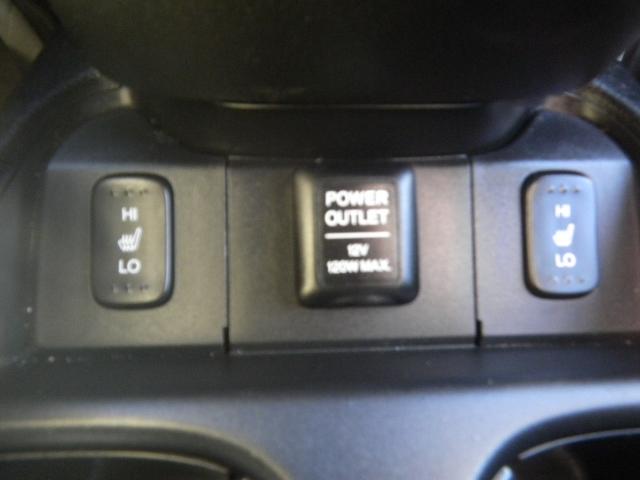 HI
LO
POWER
OUTLET
12V
120W MAX.
HI
LO